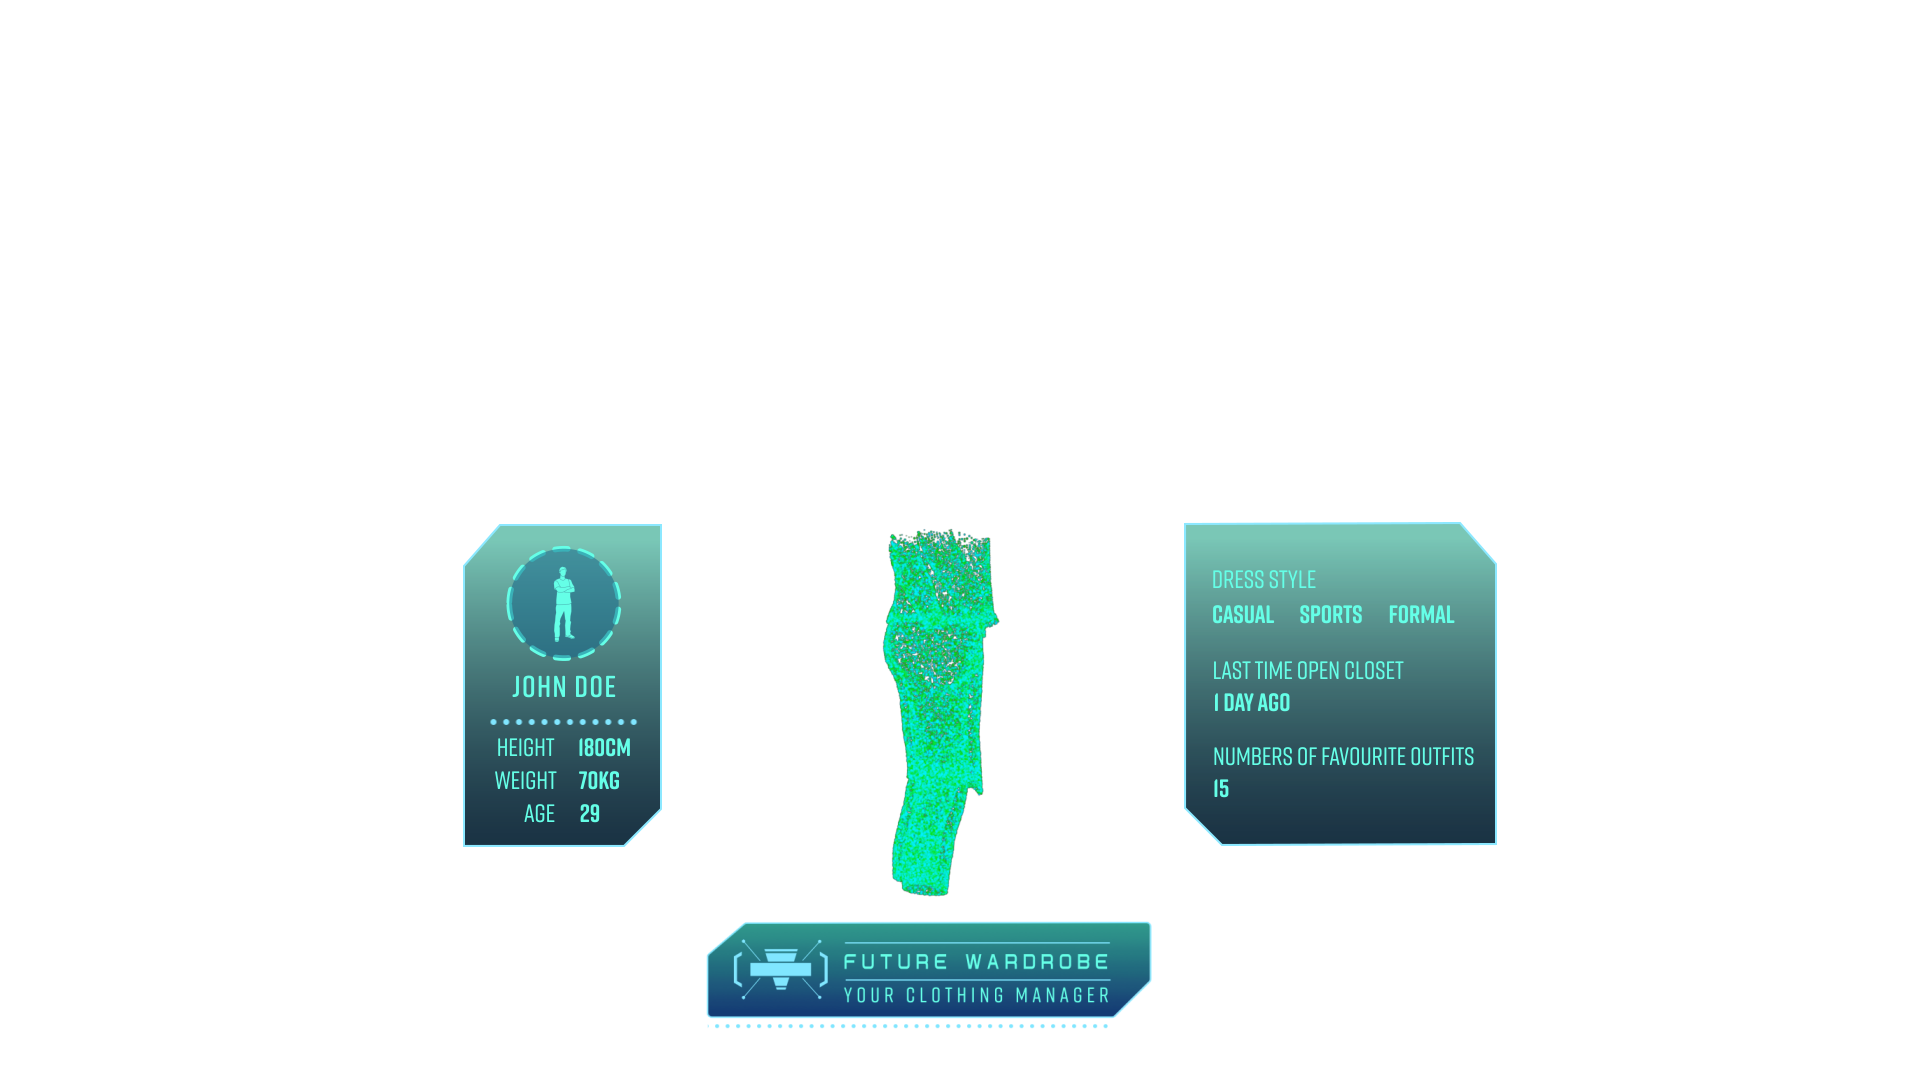 JOHN DOE
HEIGHT 180CM
WEIGHT 70KG
AGE 29
DRESS STYLE
CASUAL SPORTS FORMAL
LAST TIME OPEN CLOSET
1 DAY AGO
NUMBERS OF FAVOURITE OUTFITS
15
FUTURE WARDROBE
YOUR CLOTHING MANAGER